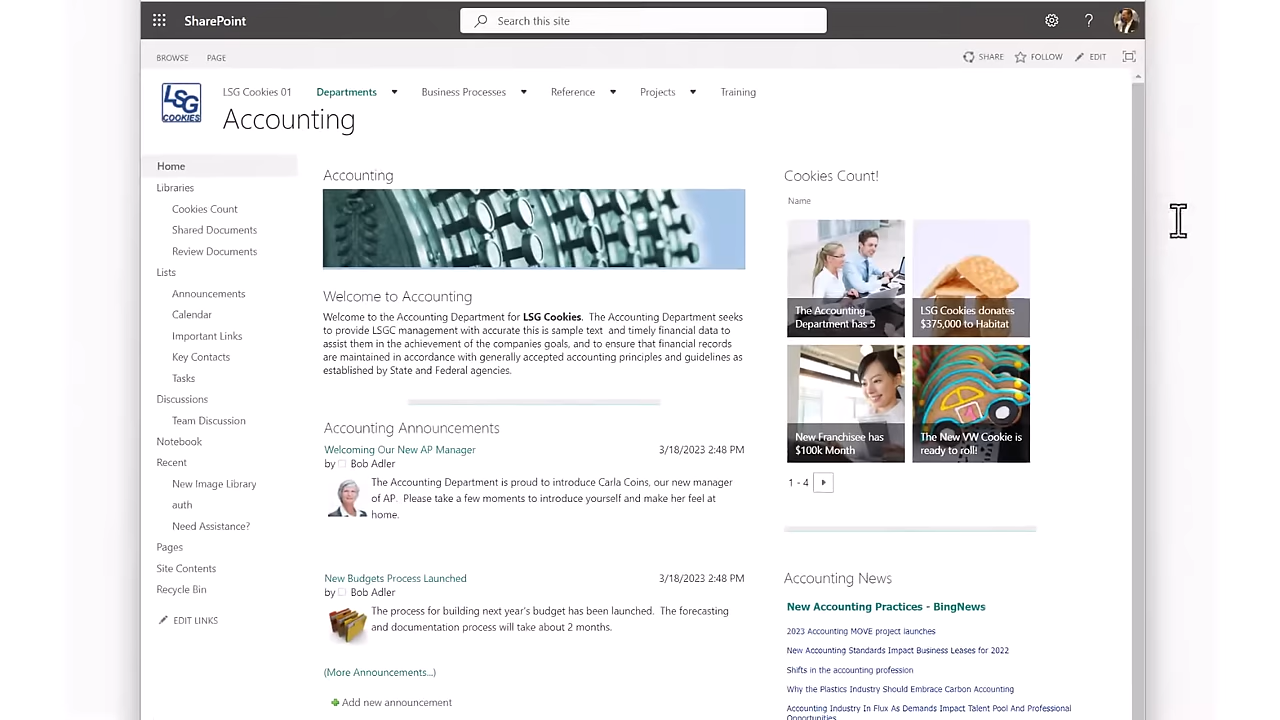 SharePoint
Search this site
?
BROWSE
PAGE
SHARE
FOLLOW
EDIT
LSG
COOKIES
LSG Cookies 01
Departments
Business Processes
Reference
Projects
Training
Accounting
Home
Libraries
Cookies Count
Shared Documents
Review Documents
Lists
Announcements
Calendar
Important Links
Key Contacts
Tasks
Discussions
Team Discussion
Notebook
Recent
New Image Library
auth
Need Assistance?
Pages
Site Contents
Recycle Bin
EDIT LINKS
Accounting
Welcome to Accounting
Welcome to the Accounting Department for LSG Cookies. The Accounting Department seeks
to provide LSGC management with accurate this is sample text and timely financial data to
assist them in the achievement of the companies goals, and to ensure that financial records
are maintained in accordance with generally accepted accounting principles and guidelines as
established by State and Federal agencies.
Accounting Announcements
Welcoming Our New AP Manager
3/18/2023 2:48 PM
by Bob Adler
The Accounting Department is proud to introduce Carla Coins, our new manager
of AP. Please take a few moments to introduce yourself and make her feel at
home.
New Budgets Process Launched
3/18/2023 2:48 PM
by Bob Adler
The process for building next year's budget has been launched. The forecasting
and documentation process will take about 2 months.
(More Announcements...)
Add new announcement
Cookies Count!
Name
The Accounting
Department has 5
LSG Cookies donates
$375,000 to Habitat
New Franchisee has
$100k Month
The New VW Cookie is
ready to roll!
1 - 4
Accounting News
New Accounting Practices - BingNews
2023 Accounting MOVE project launches
New Accounting Standards Impact Business Leases for 2022
Shifts in the accounting profession
Why the Plastics Industry Should Embrace Carbon Accounting
Accounting Industry In Flux As Demands Impact Talent Pool And Professional
Opportunities